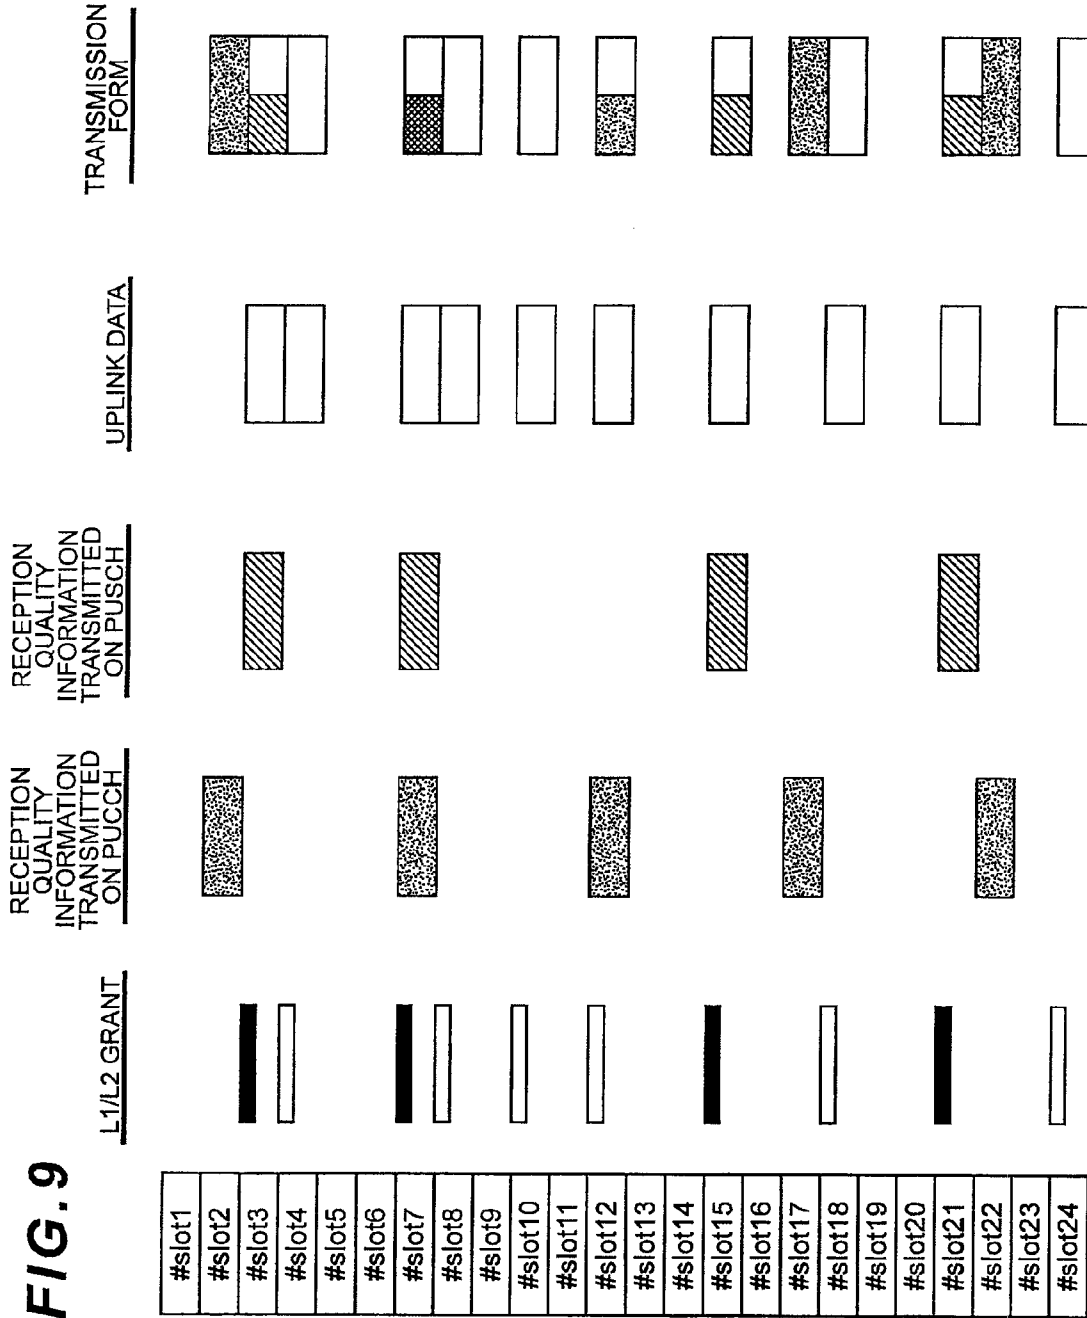 FIG.9
#slot1
#slot2
#slot3
#slot4
#slot5
#slot6
#slot7
#slot8
#slot9
#slot10
#slot11
#slot12
#slot13
#slot14
#slot15
#slot16
#slot17
#slot18
#slot19
#slot20
#slot21
#slot22
#slot23
#slot24
L1/L2 GRANT
RECEPTION
QUALITY
INFORMATION
TRANSMITTED
ON PUCCH
RECEPTION
QUALITY
INFORMATION
TRANSMITTED
ON PUSCH
UPLINK DATA
TRANSMISSION
FORM